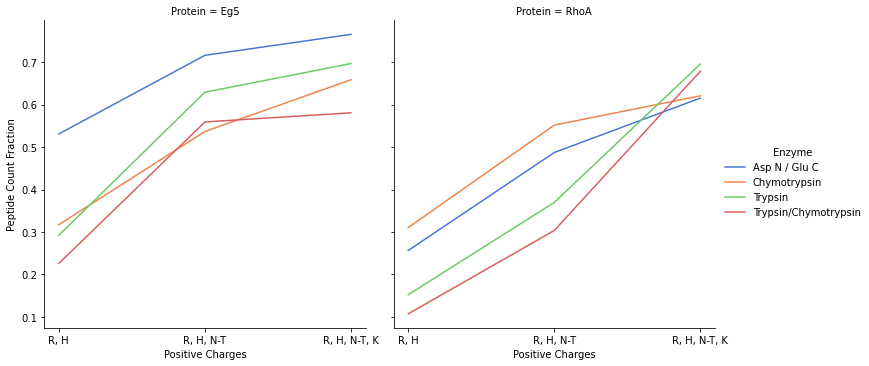 Protein = Eg5
Protein = RhoA
Peptide Count Fraction
0.7
0.6
0.5
0.4
0.3
0.2
0.1
R, H
R, H, N-T
R, H, N-T, K
Positive Charges
R, H
R, H, N-T
R, H, N-T, K
Positive Charges
Enzyme
Asp N / Glu C
Chymotrypsin
Trypsin
Trypsin/Chymotrypsin